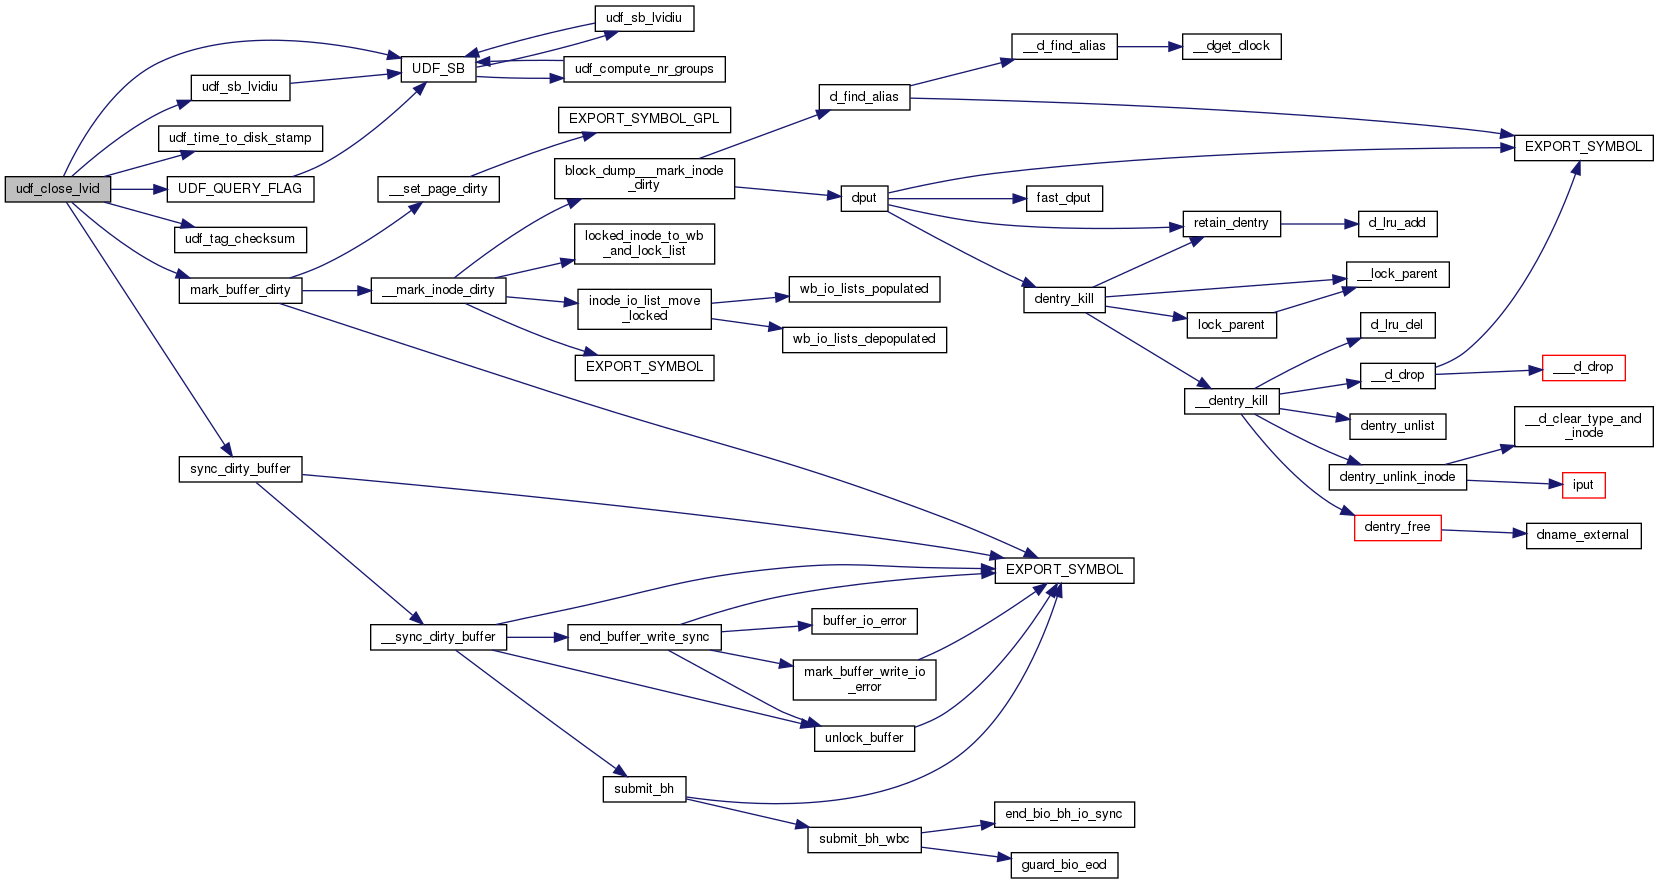 udf_close_lvid
UDF_SB
udf_sb_lvidiu
udf_compute_nr_groups
udf_sb_lvidiu
udf_time_to_disk_stamp
UDF_QUERY_FLAG
udf_tag_checksum
mark_buffer_dirty
__set_page_dirty
EXPORT_SYMBOL_GPL
__mark_inode_dirty
block_dump___mark_inode
_dirty
locked_inode_to_wb
_and_lock_list
inode_io_list_move
_locked
EXPORT_SYMBOL
wb_io_lists_populated
wb_io_lists_depopulated
d_find_alias
__d_find_alias
__dget_dlock
EXPORT_SYMBOL
dput
fast_dput
retain_dentry
d_lru_add
dentry_kill
__lock_parent
lock_parent
__dentry_kill
d_lru_del
__d_drop
___d_drop
dentry_unlist
dentry_unlink_inode
__d_clear_type_and
_inode
iput
dentry_free
dname_external
sync_dirty_buffer
EXPORT_SYMBOL
__sync_dirty_buffer
end_buffer_write_sync
buffer_io_error
mark_buffer_write_io
_error
unlock_buffer
submit_bh
submit_bh_wbc
end_bio_bh_io_sync
guard_bio_eod